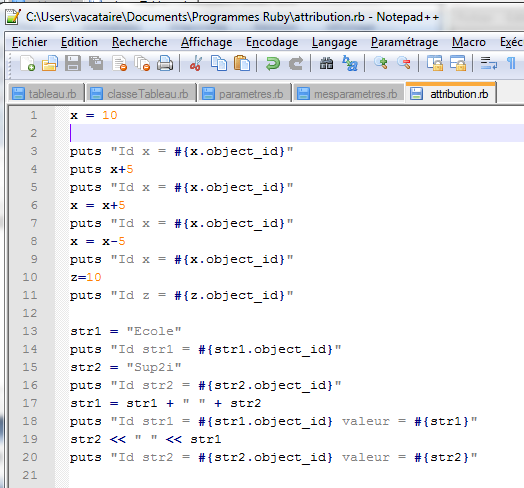 C:\Users\vacataire\Documents\Programmes Ruby\attribution.rb - Notepad++
Fichier Edition Recherche Affichage Encodage Langage Paramétrage Macro Exéc
tableau.rb classeTableau.rb parametres.rb mesparametres.rb attribution.rb
1 x = 10
2
3 puts "Id x = #{x.object_id}"
4 puts x+5
5 puts "Id x = #{x.object_id}"
6 x = x+5
7 puts "Id x = #{x.object_id}"
8 x = x-5
9 puts "Id x = #{x.object_id}"
10 z=10
11 puts "Id z = #{z.object_id}"
12
13 str1 = "Ecole"
14 puts "Id str1 = #{str1.object_id}"
15 str2 = "Sup2i"
16 puts "Id str2 = #{str2.object_id}"
17 str1 = str1 + " " + str2
18 puts "Id str1 = #{str1.object_id} valeur = #{str1}"
19 str2 << " " << str1
20 puts "Id str2 = #{str2.object_id} valeur = #{str2}"
21